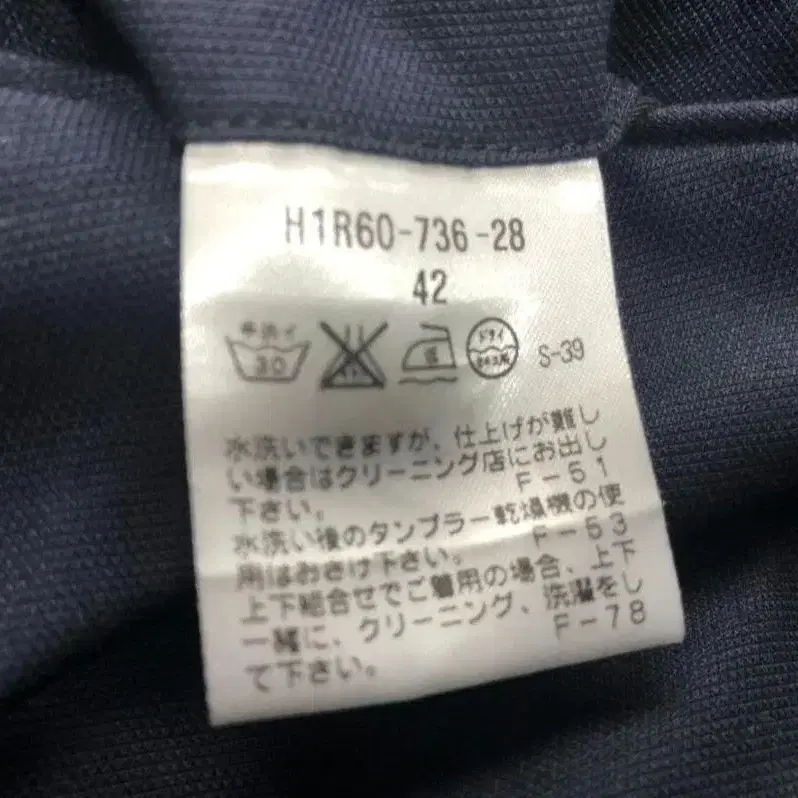 H1R60-736-28
42
手洗イ 30 中 ドライ セキユ系 S-39
水洗いできますが、仕上げが難し
い場合はクリーニング店にお出し
下さい。 F-51
水洗い後のタンブラー乾燥機の使
用はおさけ下さい。 F-53
上下組合せでご着用の場合、上下
一緒に、クリーニング、洗濯をし
て下さい。 F-78